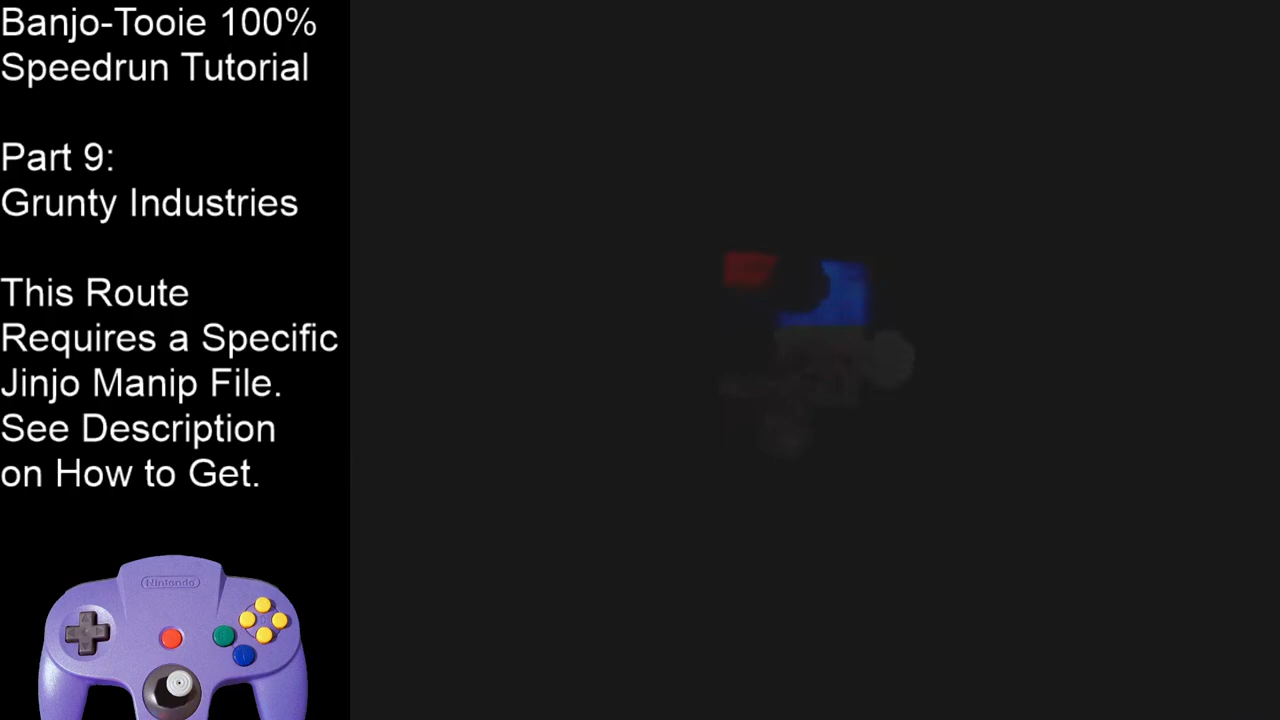 Banjo-Tooie 100%
Speedrun Tutorial
Part 9:
Grunty Industries
This Route
Requires a Specific
Jinjo Manip File.
See Description
on How to Get.
Nintendo